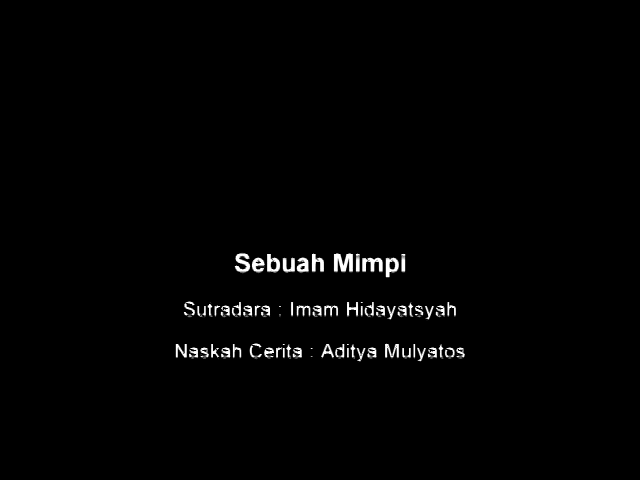 Sebuah Mimpi
Sutradara : Imam Hidayatsyah
Naskah Cerita : Aditya Mulyatos